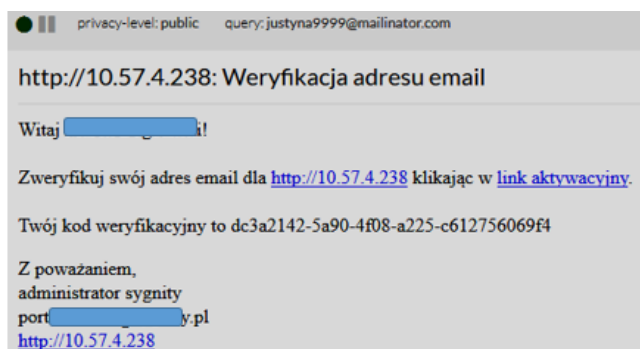 privacy-level: public query: justyna9999@mailinator.com
http://10.57.4.238: Weryfikacja adresu email
Witaj i!
Zweryfikuj swój adres email dla http://10.57.4.238 klikając w link aktywacyjny.
Twój kod weryfikacyjny to dc3a2142-5a90-4f08-a225-c612756069f4
Z poważaniem,
administrator sygnity
port y.pl
http://10.57.4.238